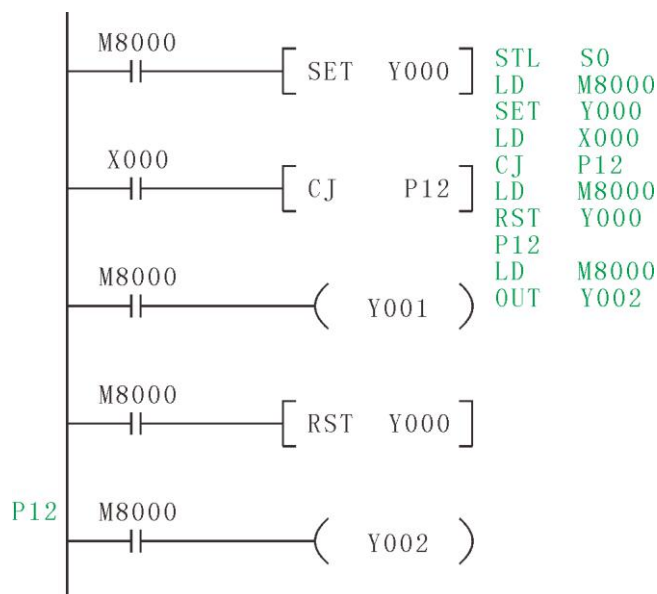 M8000
SET Y000
X000
CJ P12
M8000
Y001
M8000
RST Y000
P12
M8000
Y002
STL S0
LD M8000
SET Y000
LD X000
CJ P12
LD M8000
RST Y000
P12
LD M8000
OUT Y002